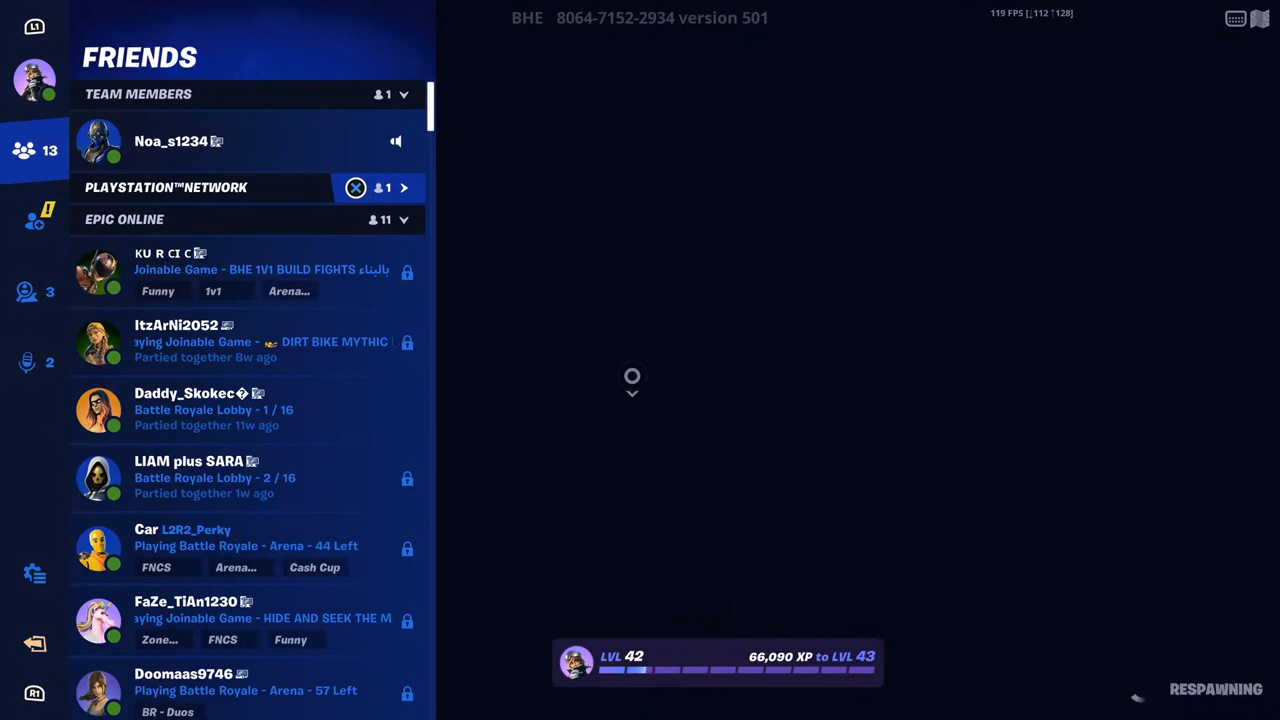 BHE 8064-7152-2934 version 501
119 FPS [↓112 ↑128]
L1
FRIENDS
TEAM MEMBERS 1
Noa_s1234
13
PLAYSTATION™NETWORK 1
EPIC ONLINE 11
KU R CI C
Joinable Game - BHE 1V1 BUILD FIGHTS بالبناء
Funny 1v1 Arena...
3
ItzArNi2052
aying Joinable Game - DIRT BIKE MYTHIC
Partied together 8w ago
2
Daddy_Skokec�
Battle Royale Lobby - 1 / 16
Partied together 11w ago
LIAM plus SARA
Battle Royale Lobby - 2 / 16
Partied together 1w ago
Car L2R2_Perky
Playing Battle Royale - Arena - 44 Left
FNCS Arena... Cash Cup
FaZe_TiAn1230
aying Joinable Game - HIDE AND SEEK THE M
Zone... FNCS Funny
Doomaas9746
Playing Battle Royale - Arena - 57 Left
BR - Duos
R1
LVL 42 66,090 XP to LVL 43
RESPAWNING